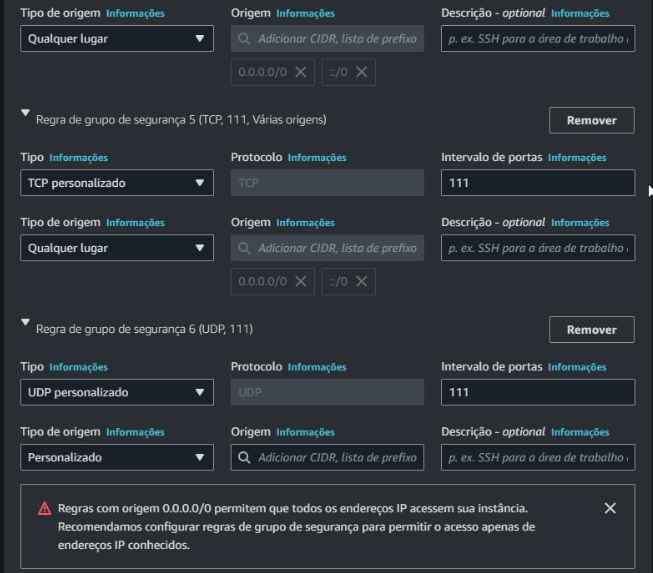 Tipo de origem Informações Origem Informações Descrição - optional Informações
Qualquer lugar Adicionar CIDR, lista de prefixo p. ex. SSH para a área de trabalho
0.0.0.0/0 ::/0
Regra de grupo de segurança 5 (TCP, 111, Várias origens) Remover
Tipo Informações Protocolo Informações Intervalo de portas Informações
TCP personalizado TCP 111
Tipo de origem Informações Origem Informações Descrição - optional Informações
Qualquer lugar Adicionar CIDR, lista de prefixo p. ex. SSH para a área de trabalho
0.0.0.0/0 ::/0
Regra de grupo de segurança 6 (UDP, 111) Remover
Tipo Informações Protocolo Informações Intervalo de portas Informações
UDP personalizado UDP 111
Tipo de origem Informações Origem Informações Descrição - optional Informações
Personalizado Adicionar CIDR, lista de prefixo p. ex. SSH para a área de trabalho
Regras com origem 0.0.0.0/0 permitem que todos os endereços IP acessem sua instância.
Recomendamos configurar regras de grupo de segurança para permitir o acesso apenas de
endereços IP conhecidos.